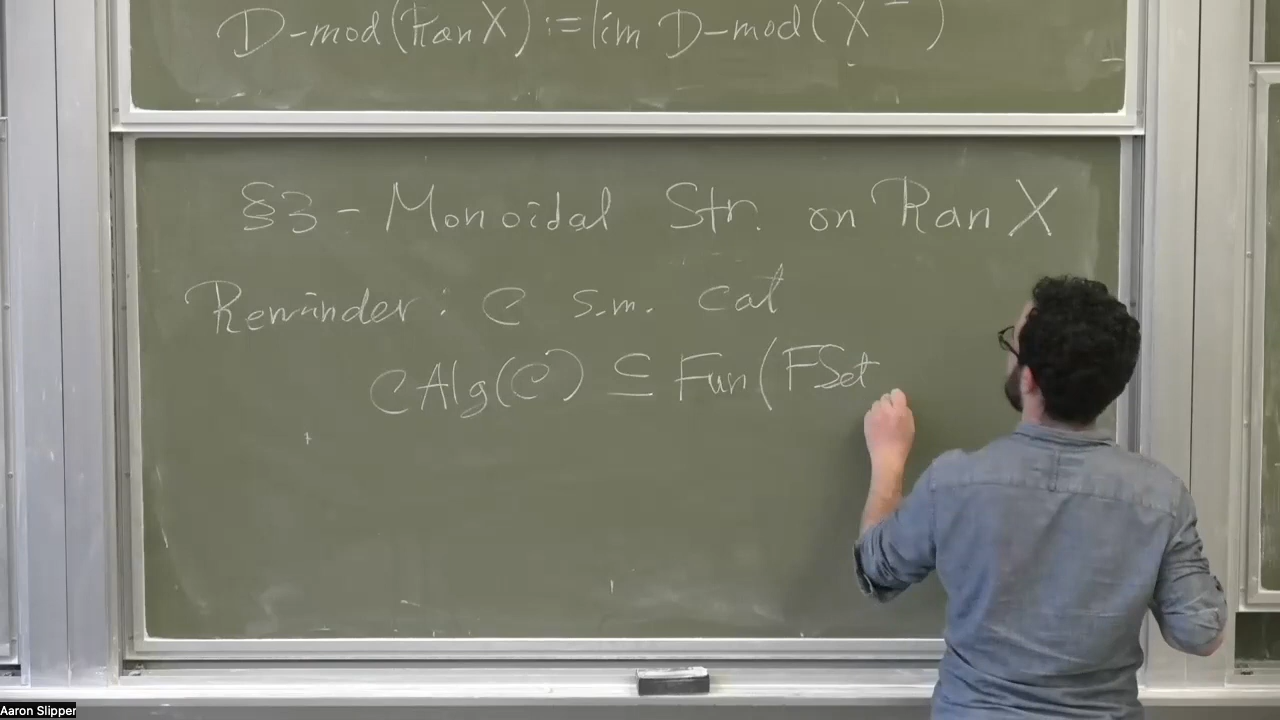 D-mod(Ran X) := lim D-mod(X )
§3 - Monoidal Str. on Ran X
Reminder: C s.m. cat
CAlg(C) ⊆ Fun(FSet
Aaron Slipper